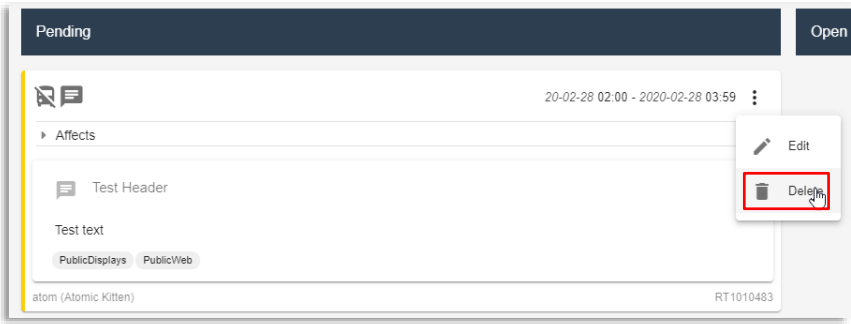 Pending
Open
20-02-28 02:00 - 2020-02-28 03:59
Affects
Edit
Test Header
Delete
Test text
PublicDisplays PublicWeb
atom (Atomic Kitten)
RT1010483